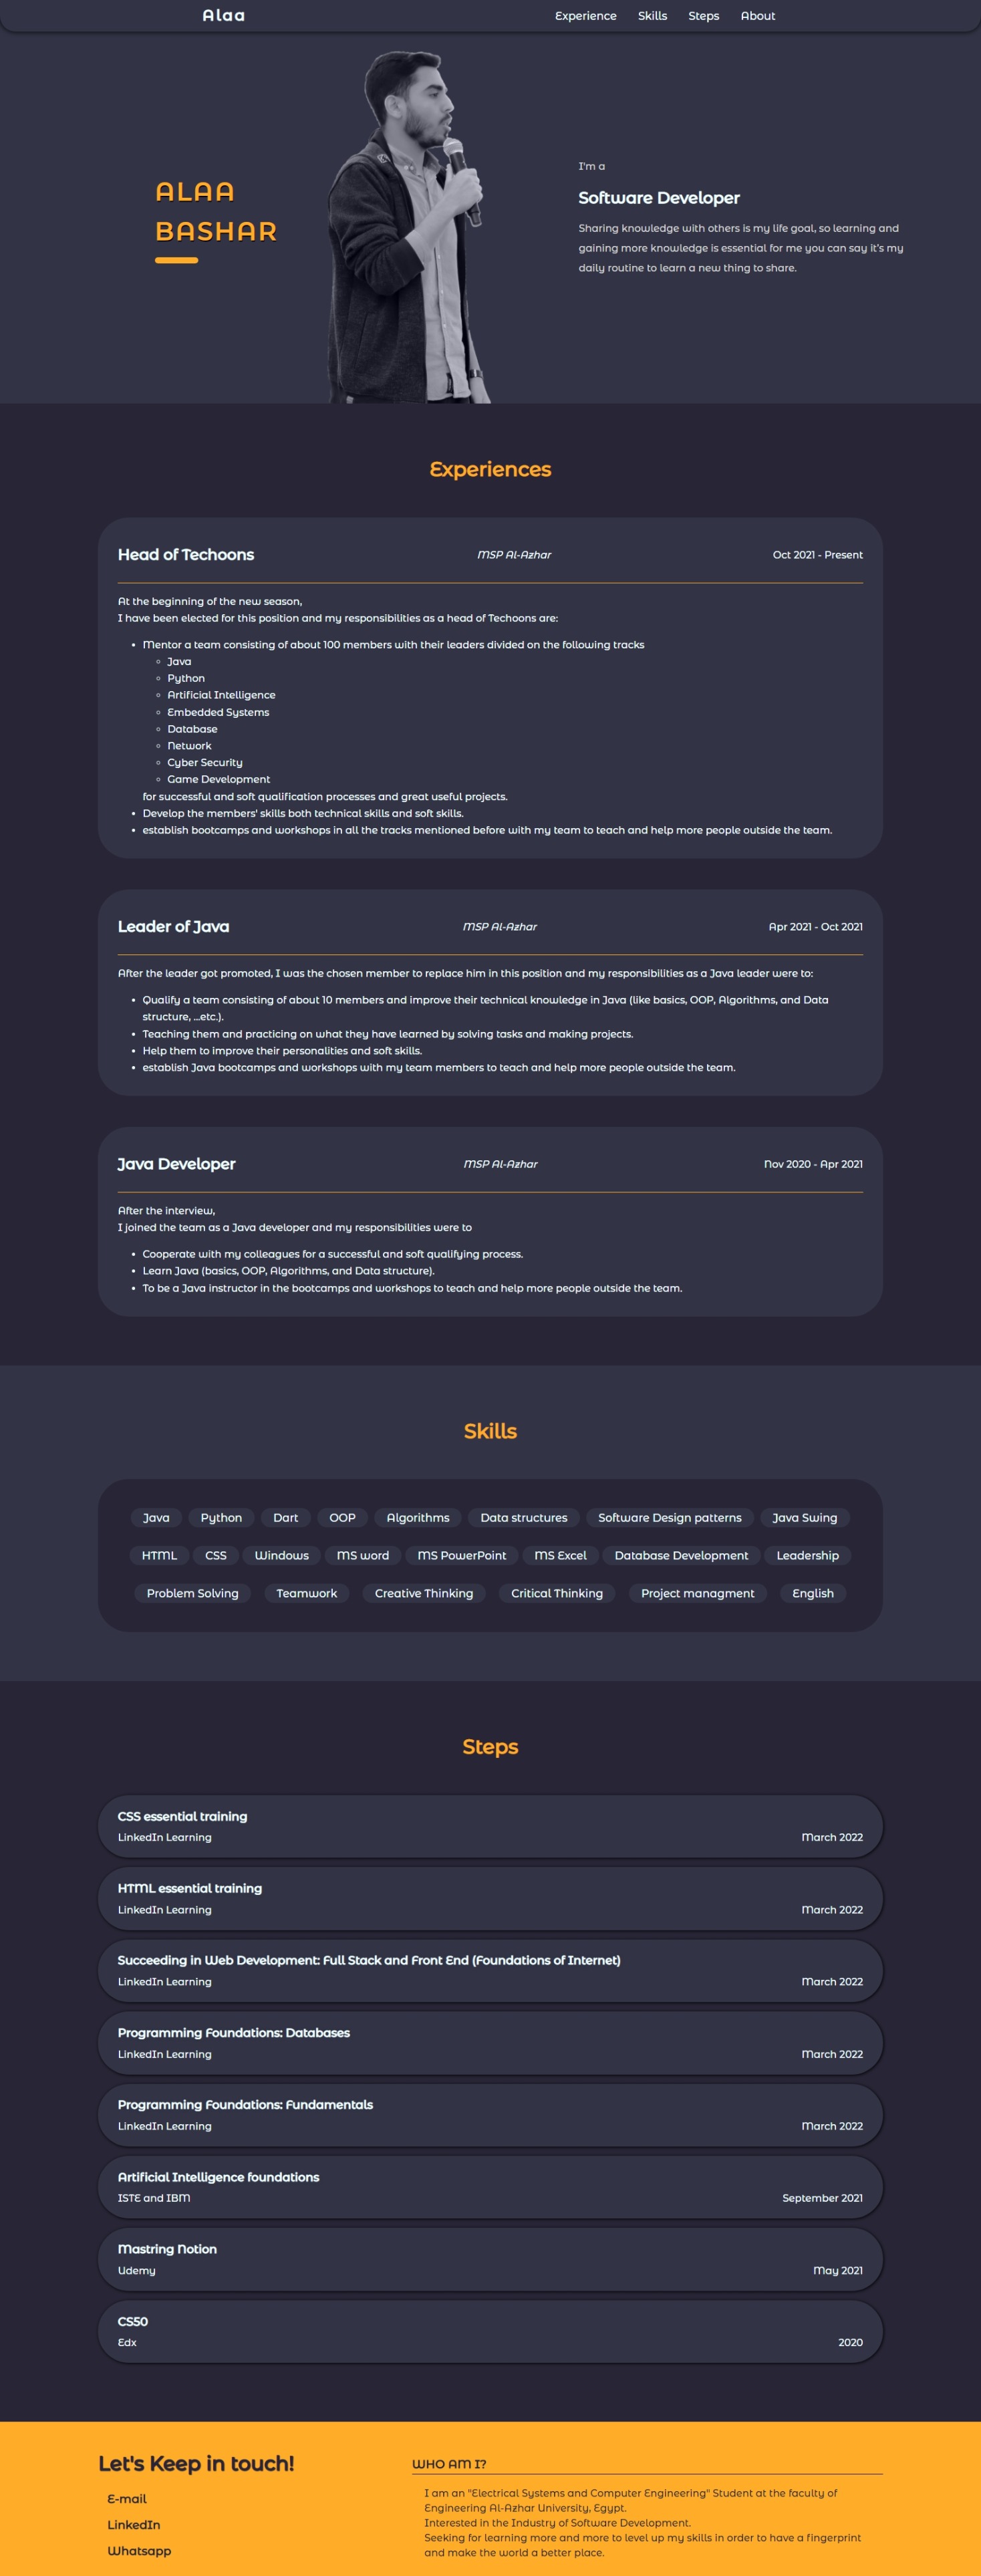 Alaa
Experience Skills Steps About
ALAA
BASHAR
I'm a
Software Developer
Sharing knowledge with others is my life goal, so learning and
gaining more knowledge is essential for me you can say it's my
daily routine to learn a new thing to share.
Experiences
Head of Techoons MSP Al-Azhar Oct 2021 - Present
At the beginning of the new season,
I have been elected for this position and my responsibilities as a head of Techoons are:
• Mentor a team consisting of about 100 members with their leaders divided on the following tracks
◦ Java
◦ Python
◦ Artificial Intelligence
◦ Embedded Systems
◦ Database
◦ Network
◦ Cyber Security
◦ Game Development
for successful and soft qualification processes and great useful projects.
• Develop the members' skills both technical skills and soft skills.
• establish bootcamps and workshops in all the tracks mentioned before with my team to teach and help more people outside the team.
Leader of Java MSP Al-Azhar Apr 2021 - Oct 2021
After the leader got promoted, I was the chosen member to replace him in this position and my responsibilities as a Java leader were to:
• Qualify a team consisting of about 10 members and improve their technical knowledge in Java (like basics, OOP, Algorithms, and Data
structure, ...etc.).
• Teaching them and practicing on what they have learned by solving tasks and making projects.
• Help them to improve their personalities and soft skills.
• establish Java bootcamps and workshops with my team members to teach and help more people outside the team.
Java Developer MSP Al-Azhar Nov 2020 - Apr 2021
After the interview,
I joined the team as a Java developer and my responsibilities were to
• Cooperate with my colleagues for a successful and soft qualifying process.
• Learn Java (basics, OOP, Algorithms, and Data structure).
• To be a Java instructor in the bootcamps and workshops to teach and help more people outside the team.
Skills
Java Python Dart OOP Algorithms Data structures Software Design patterns Java Swing
HTML CSS Windows MS word MS PowerPoint MS Excel Database Development Leadership
Problem Solving Teamwork Creative Thinking Critical Thinking Project managment English
Steps
CSS essential training
LinkedIn Learning March 2022
HTML essential training
LinkedIn Learning March 2022
Succeeding in Web Development: Full Stack and Front End (Foundations of Internet)
LinkedIn Learning March 2022
Programming Foundations: Databases
LinkedIn Learning March 2022
Programming Foundations: Fundamentals
LinkedIn Learning March 2022
Artificial Intelligence foundations
ISTE and IBM September 2021
Mastring Notion
Udemy May 2021
CS50
Edx 2020
Let's Keep in touch!
E-mail
LinkedIn
Whatsapp
WHO AM I?
I am an "Electrical Systems and Computer Engineering" Student at the faculty of
Engineering Al-Azhar University, Egypt.
Interested in the Industry of Software Development.
Seeking for learning more and more to level up my skills in order to have a fingerprint
and make the world a better place.